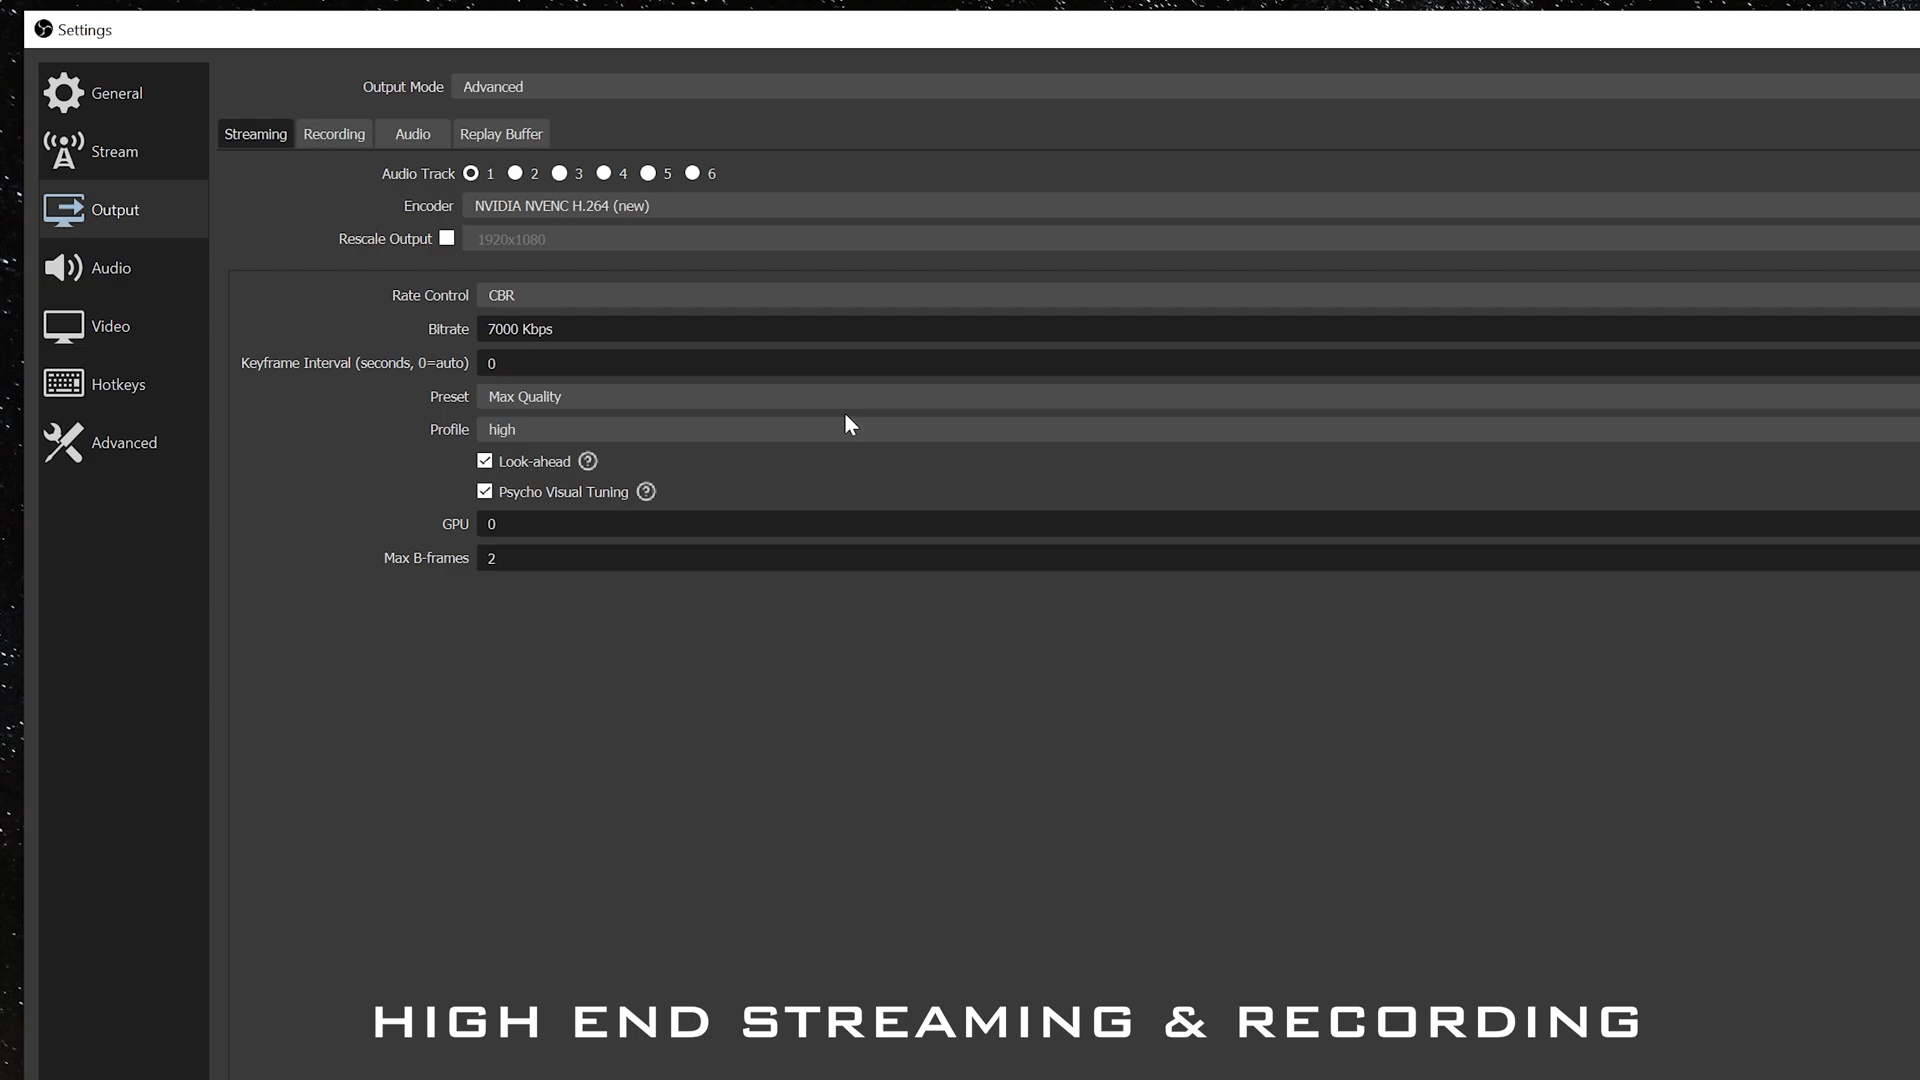 Settings
General
Stream
Output
Audio
Video
Hotkeys
Advanced
Output Mode Advanced
Streaming Recording Audio Replay Buffer
Audio Track 1 2 3 4 5 6
Encoder NVIDIA NVENC H.264 (new)
Rescale Output 1920x1080
Rate Control CBR
Bitrate 7000 Kbps
Keyframe Interval (seconds, 0=auto) 0
Preset Max Quality
Profile high
Look-ahead ?
Psycho Visual Tuning ?
GPU 0
Max B-frames 2
HIGH END STREAMING & RECORDING